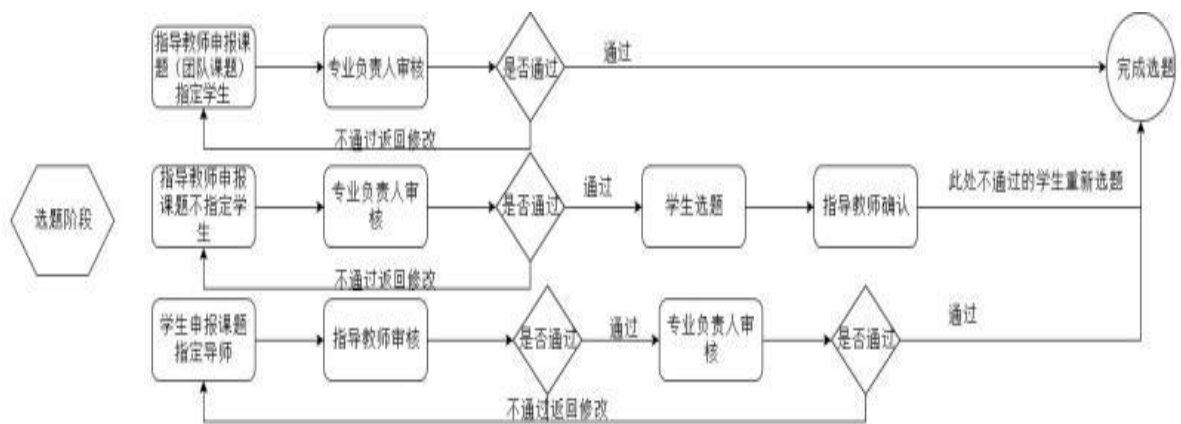 指导教师申报课
题（团队课题）
指定学生
专业负责人审核
是否通过
通过
完成选题
不通过返回修改
选题阶段
指导教师申报
课题不指定学
生
专业负责人审
核
是否通过
通过
学生选题
指导教师确认
此处不通过的学生重新选题
不通过返回修改
学生申报课题
指定导师
指导教师审核
是否通过
通过
专业负责人审
核
是否通过
通过
不通过返回修改